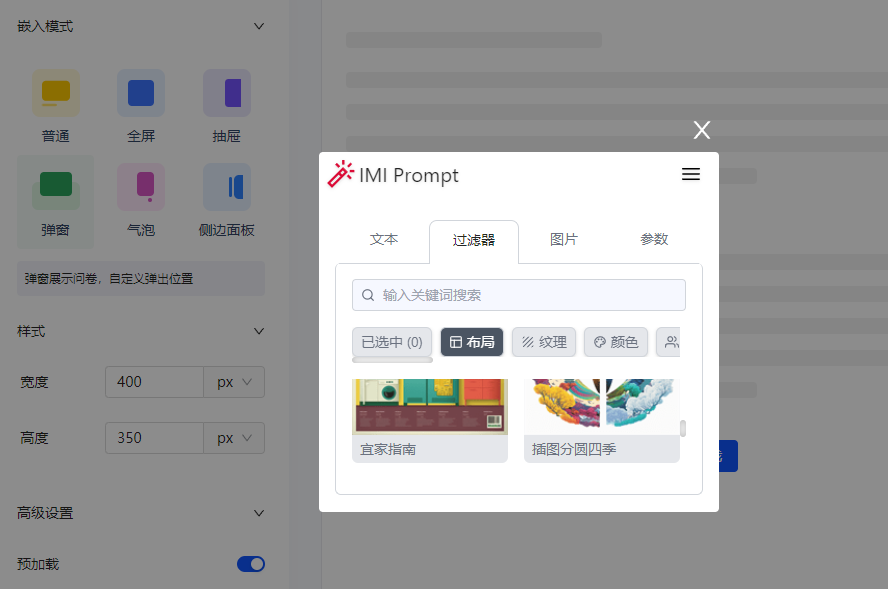 嵌入模式
普通 全屏 抽屉
弹窗 气泡 侧边面板
弹窗展示问卷，自定义弹出位置
样式
宽度 400 px
高度 350 px
高级设置
预加载
X
IMI Prompt
文本 过滤器 图片 参数
输入关键词搜索
已选中 (0) 布局 纹理 颜色
宜家指南 插图分圆四季